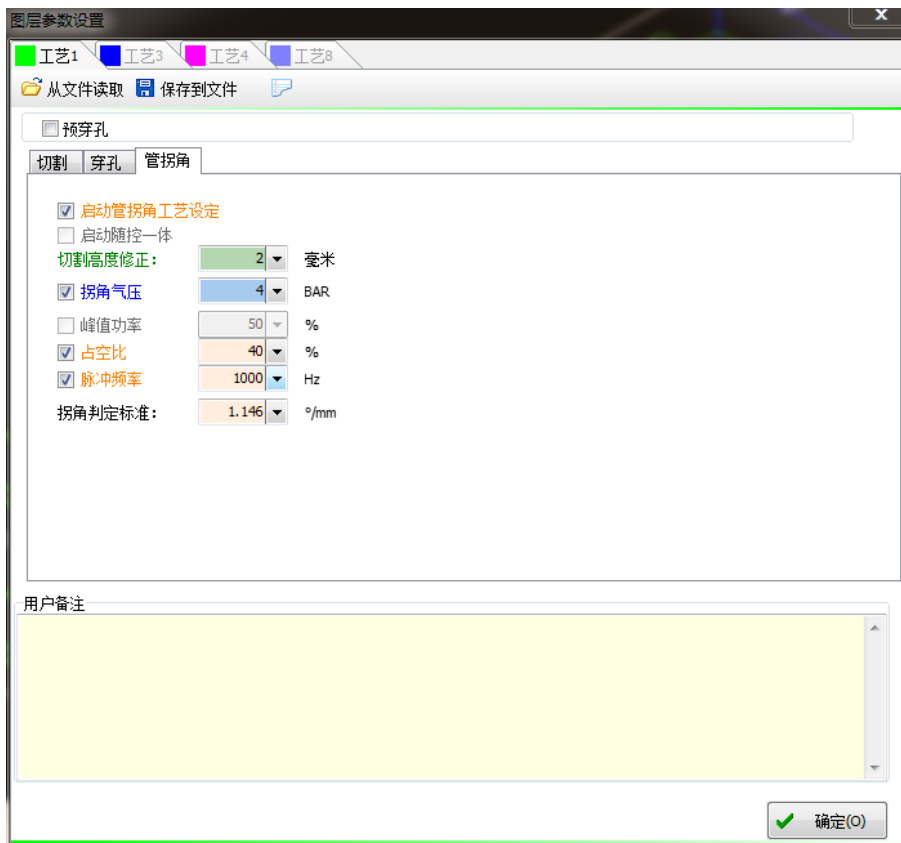 图层参数设置
工艺1 工艺3 工艺4 工艺8
从文件读取 保存到文件
预穿孔
切割 穿孔 管拐角
启动管拐角工艺设定
启动随控一体
切割高度修正: 2 毫米
拐角气压 4 BAR
峰值功率 50 %
占空比 40 %
脉冲频率 1000 Hz
拐角判定标准: 1.146 °/mm
用户备注
确定(O)